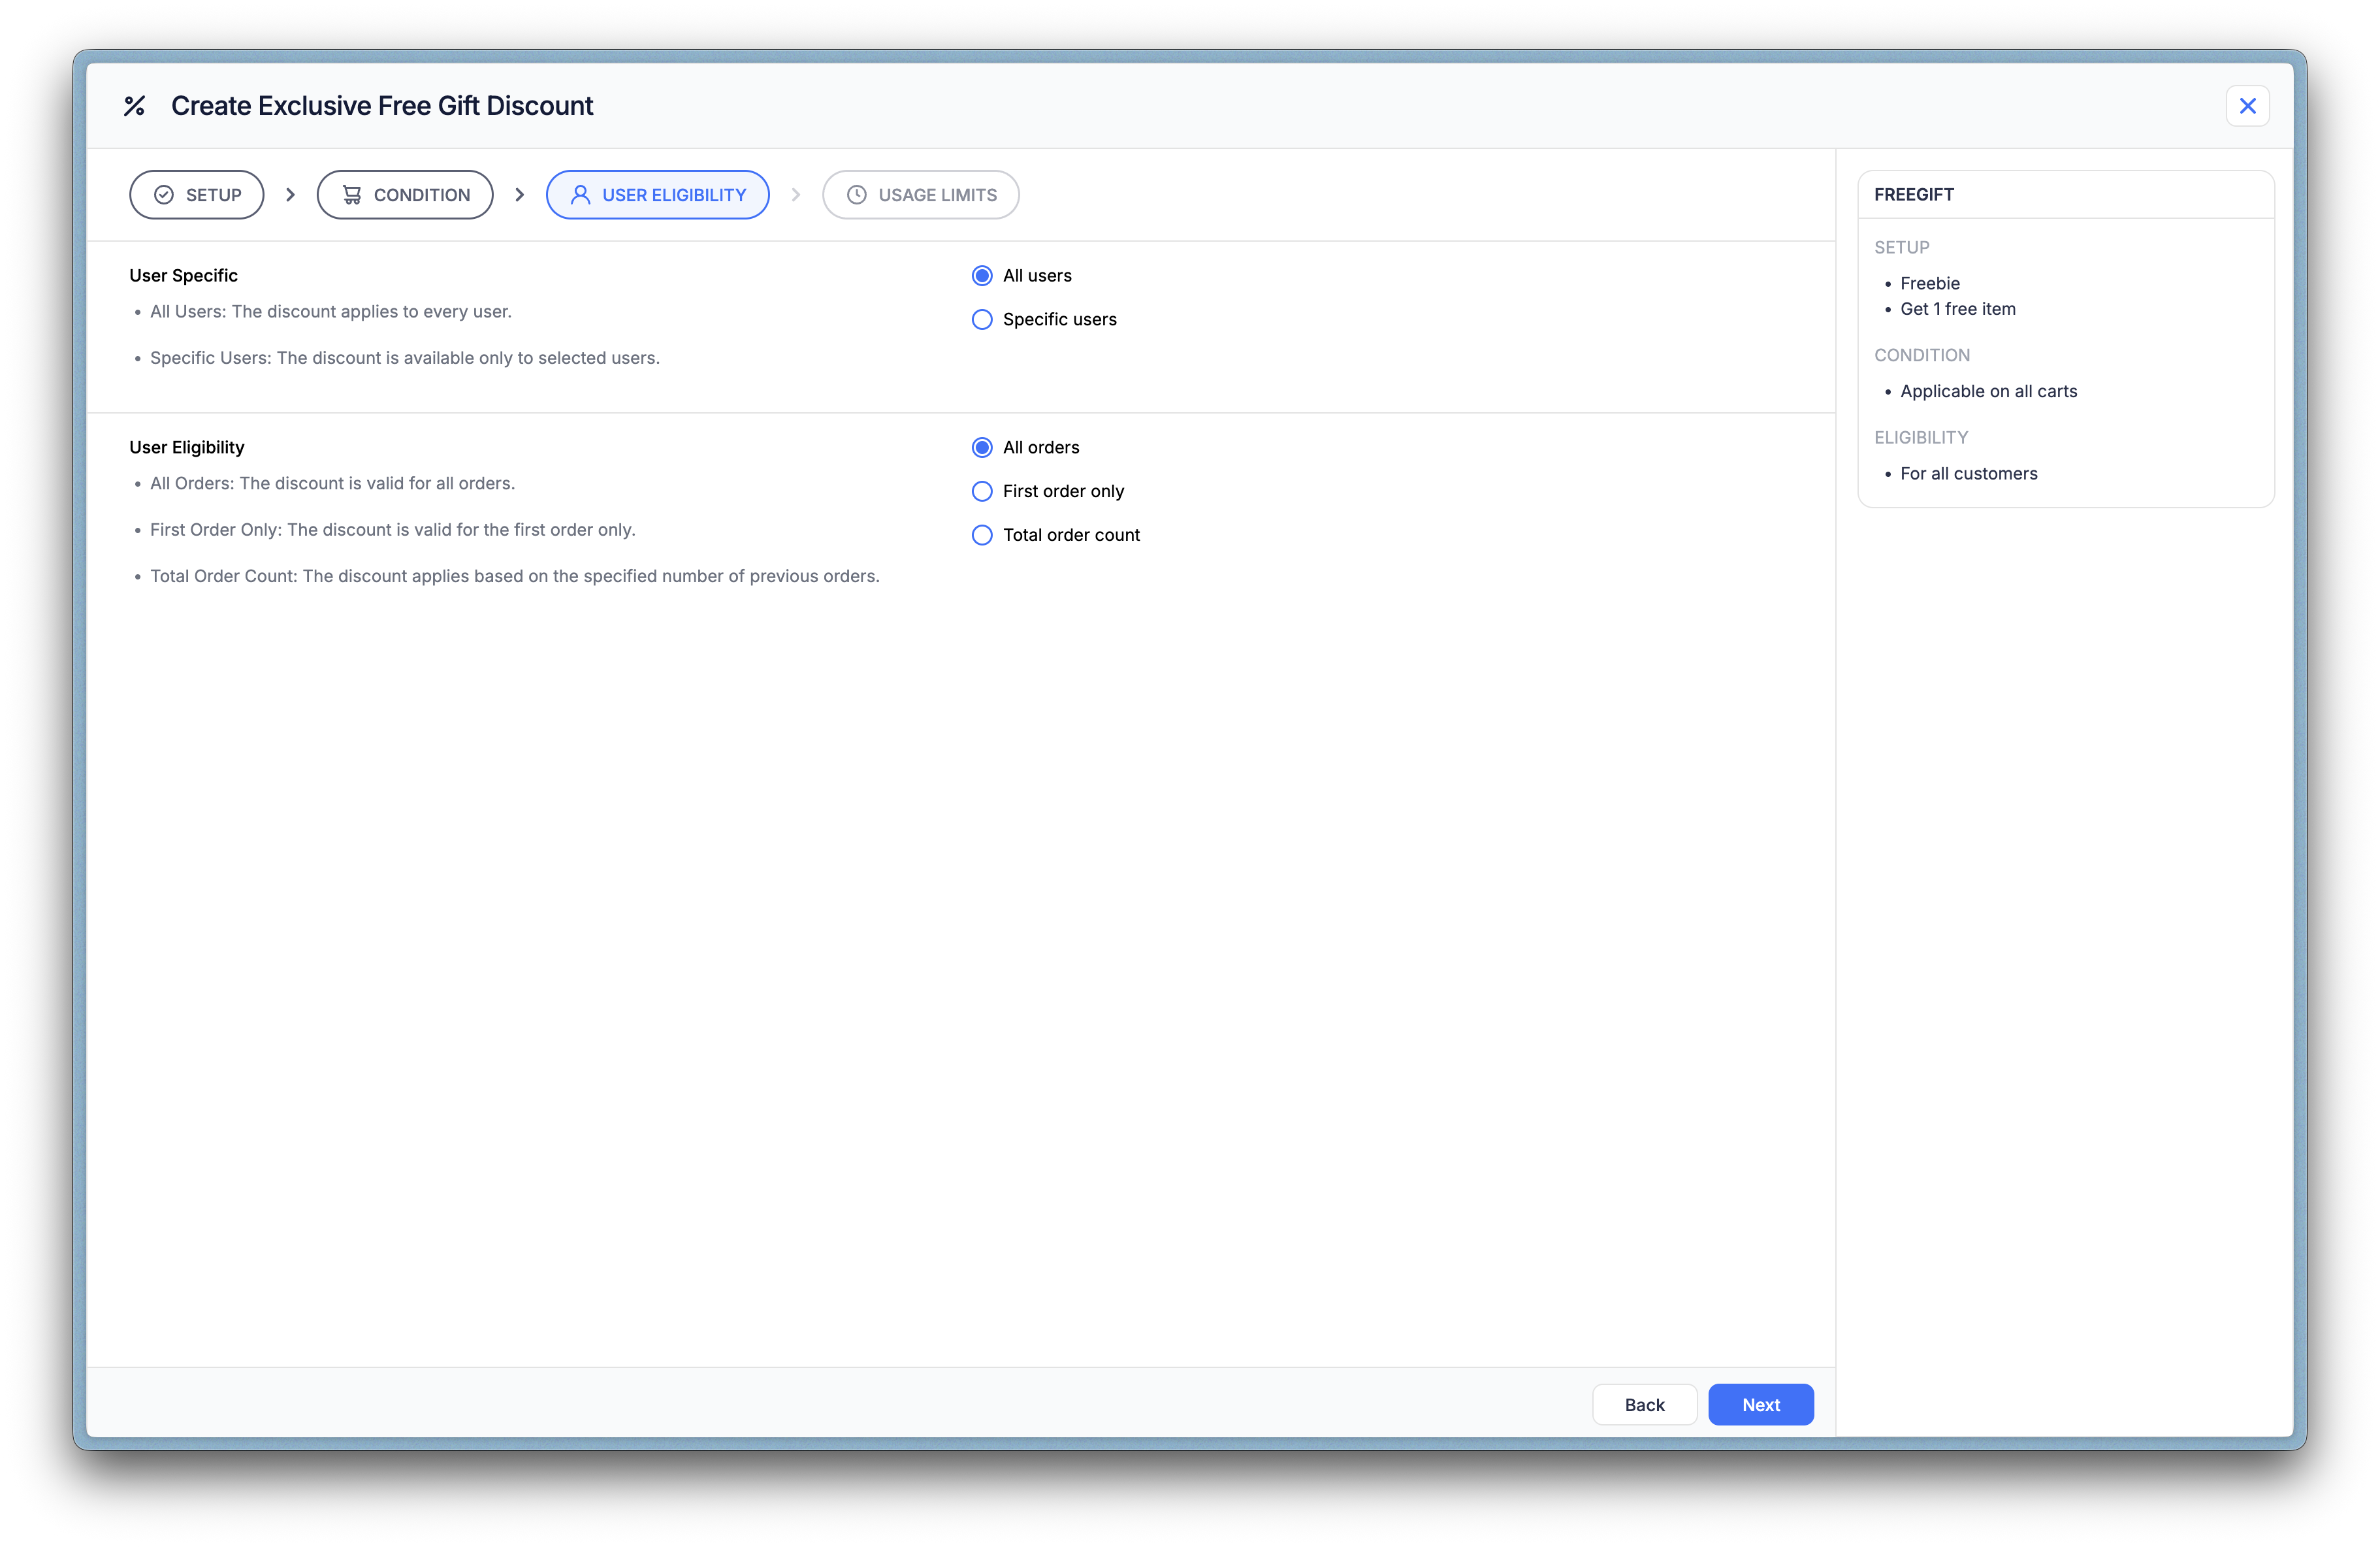 Create Exclusive Free Gift Discount
SETUP
CONDITION
USER ELIGIBILITY
USAGE LIMITS
User Specific
• All Users: The discount applies to every user.
• Specific Users: The discount is available only to selected users.
All users
Specific users
User Eligibility
• All Orders: The discount is valid for all orders.
• First Order Only: The discount is valid for the first order only.
• Total Order Count: The discount applies based on the specified number of previous orders.
All orders
First order only
Total order count
FREEGIFT
SETUP
• Freebie
• Get 1 free item
CONDITION
• Applicable on all carts
ELIGIBILITY
• For all customers
Back
Next